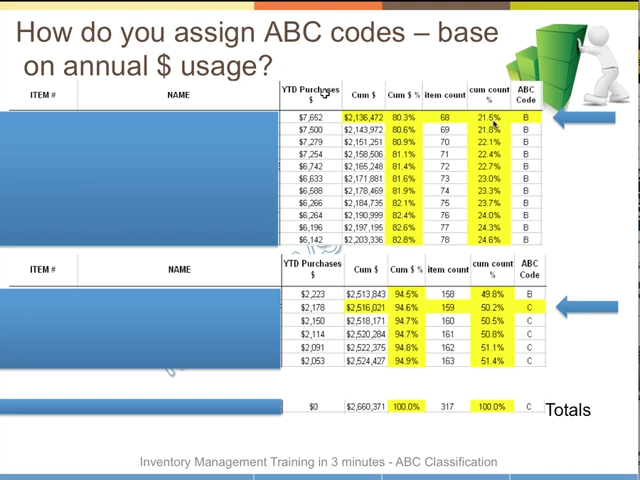 How do you assign ABC codes – base
on annual $ usage?
ITEM # NAME YTD Purchases $ Cum $ Cum $ % item count cum count % ABC Code
$7,652 $2,136,472 80.3% 68 21.5% B
$7,500 $2,143,972 80.6% 69 21.8% B
$7,279 $2,151,251 80.9% 70 22.1% B
$7,254 $2,158,506 81.1% 71 22.4% B
$6,742 $2,165,248 81.4% 72 22.7% B
$6,633 $2,171,881 81.6% 73 23.0% B
$6,588 $2,178,469 81.9% 74 23.3% B
$6,266 $2,184,735 82.1% 75 23.7% B
$6,264 $2,190,999 82.4% 76 24.0% B
$6,196 $2,197,195 82.6% 77 24.3% B
$6,142 $2,203,336 82.8% 78 24.6% B
ITEM # NAME YTD Purchases $ Cum $ Cum $ % item count cum count % ABC Code
$2,223 $2,513,843 94.5% 158 49.8% B
$2,178 $2,516,021 94.6% 159 50.2% C
$2,150 $2,518,171 94.7% 160 50.5% C
$2,114 $2,520,284 94.7% 161 50.8% C
$2,091 $2,522,375 94.8% 162 51.1% C
$2,053 $2,524,427 94.9% 163 51.4% C
$0 $2,660,371 100.0% 317 100.0% C Totals
Inventory Management Training in 3 minutes - ABC Classification